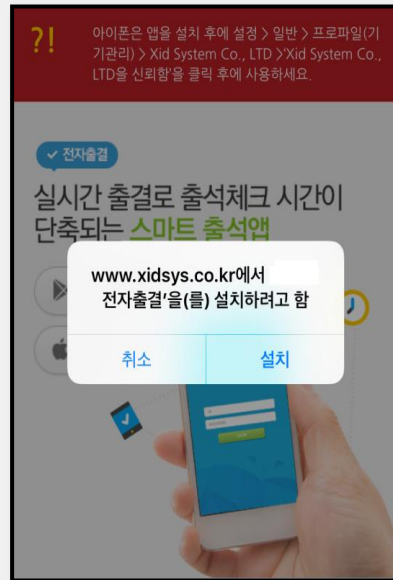 ?!
아이폰은 앱을 설치 후에 설정 > 일반 > 프로파일(기
기관리) > Xid System Co., LTD >'Xid System Co.,
LTD을 신뢰함'을 클릭 후에 사용하세요.
전자출결
실시간 출결로 출석체크 시간이
단축되는 스마트 출석앱
www.xidsys.co.kr에서
전자출결'을(를) 설치하려고 함
취소
설치